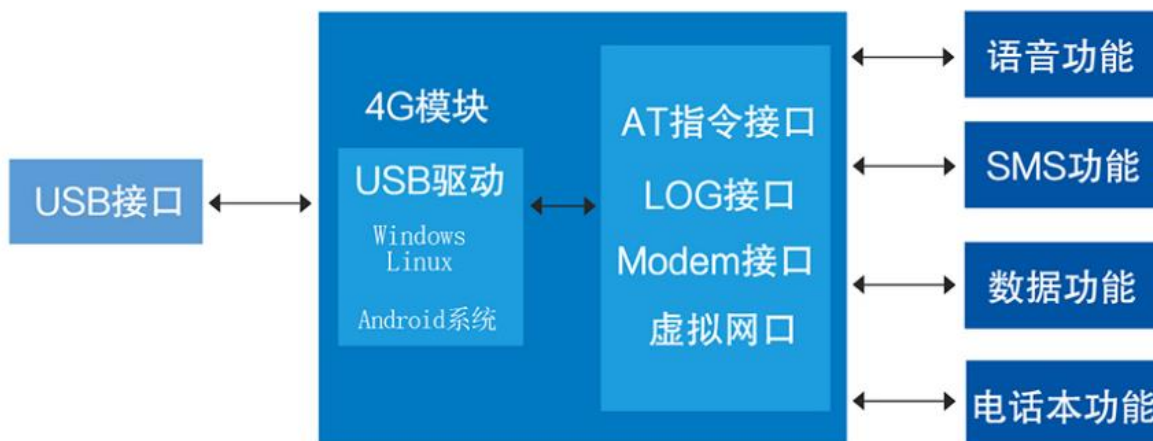 USB接口
4G模块
USB驱动
Windows
Linux
Android系统
AT指令接口
LOG接口
Modem接口
虚拟网口
语音功能
SMS功能
数据功能
电话本功能